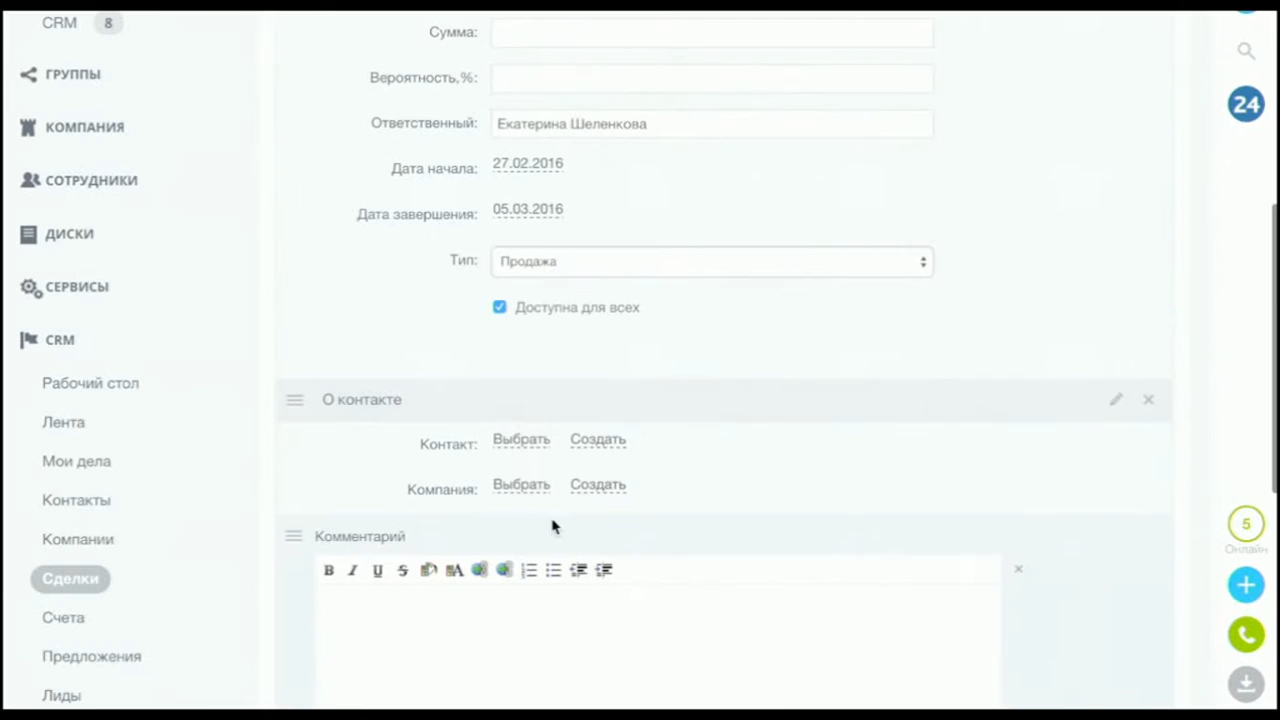 CRM 8
ГРУППЫ
КОМПАНИЯ
СОТРУДНИКИ
ДИСКИ
СЕРВИСЫ
CRM
Рабочий стол
Лента
Мои дела
Контакты
Компании
Сделки
Счета
Предложения
Лиды
Сумма:
Вероятность,%:
Ответственный: Екатерина Шеленкова
Дата начала: 27.02.2016
Дата завершения: 05.03.2016
Тип: Продажа
Доступна для всех
О контакте
Контакт: Выбрать Создать
Компания: Выбрать Создать
Комментарий
B I U S
24
5
Онлайн